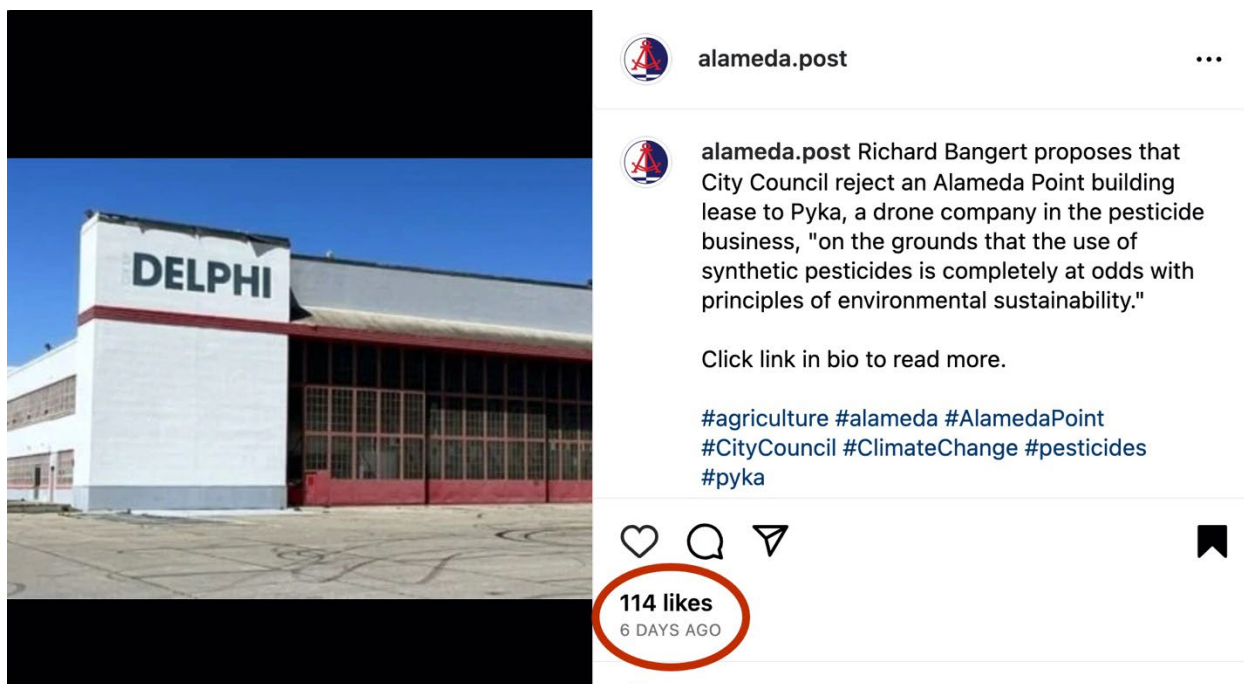 DELPHI
alameda.post
alameda.post Richard Bangert proposes that
City Council reject an Alameda Point building
lease to Pyka, a drone company in the pesticide
business, "on the grounds that the use of
synthetic pesticides is completely at odds with
principles of environmental sustainability."
Click link in bio to read more.
#agriculture #alameda #AlamedaPoint
#CityCouncil #ClimateChange #pesticides
#pyka
114 likes
6 DAYS AGO